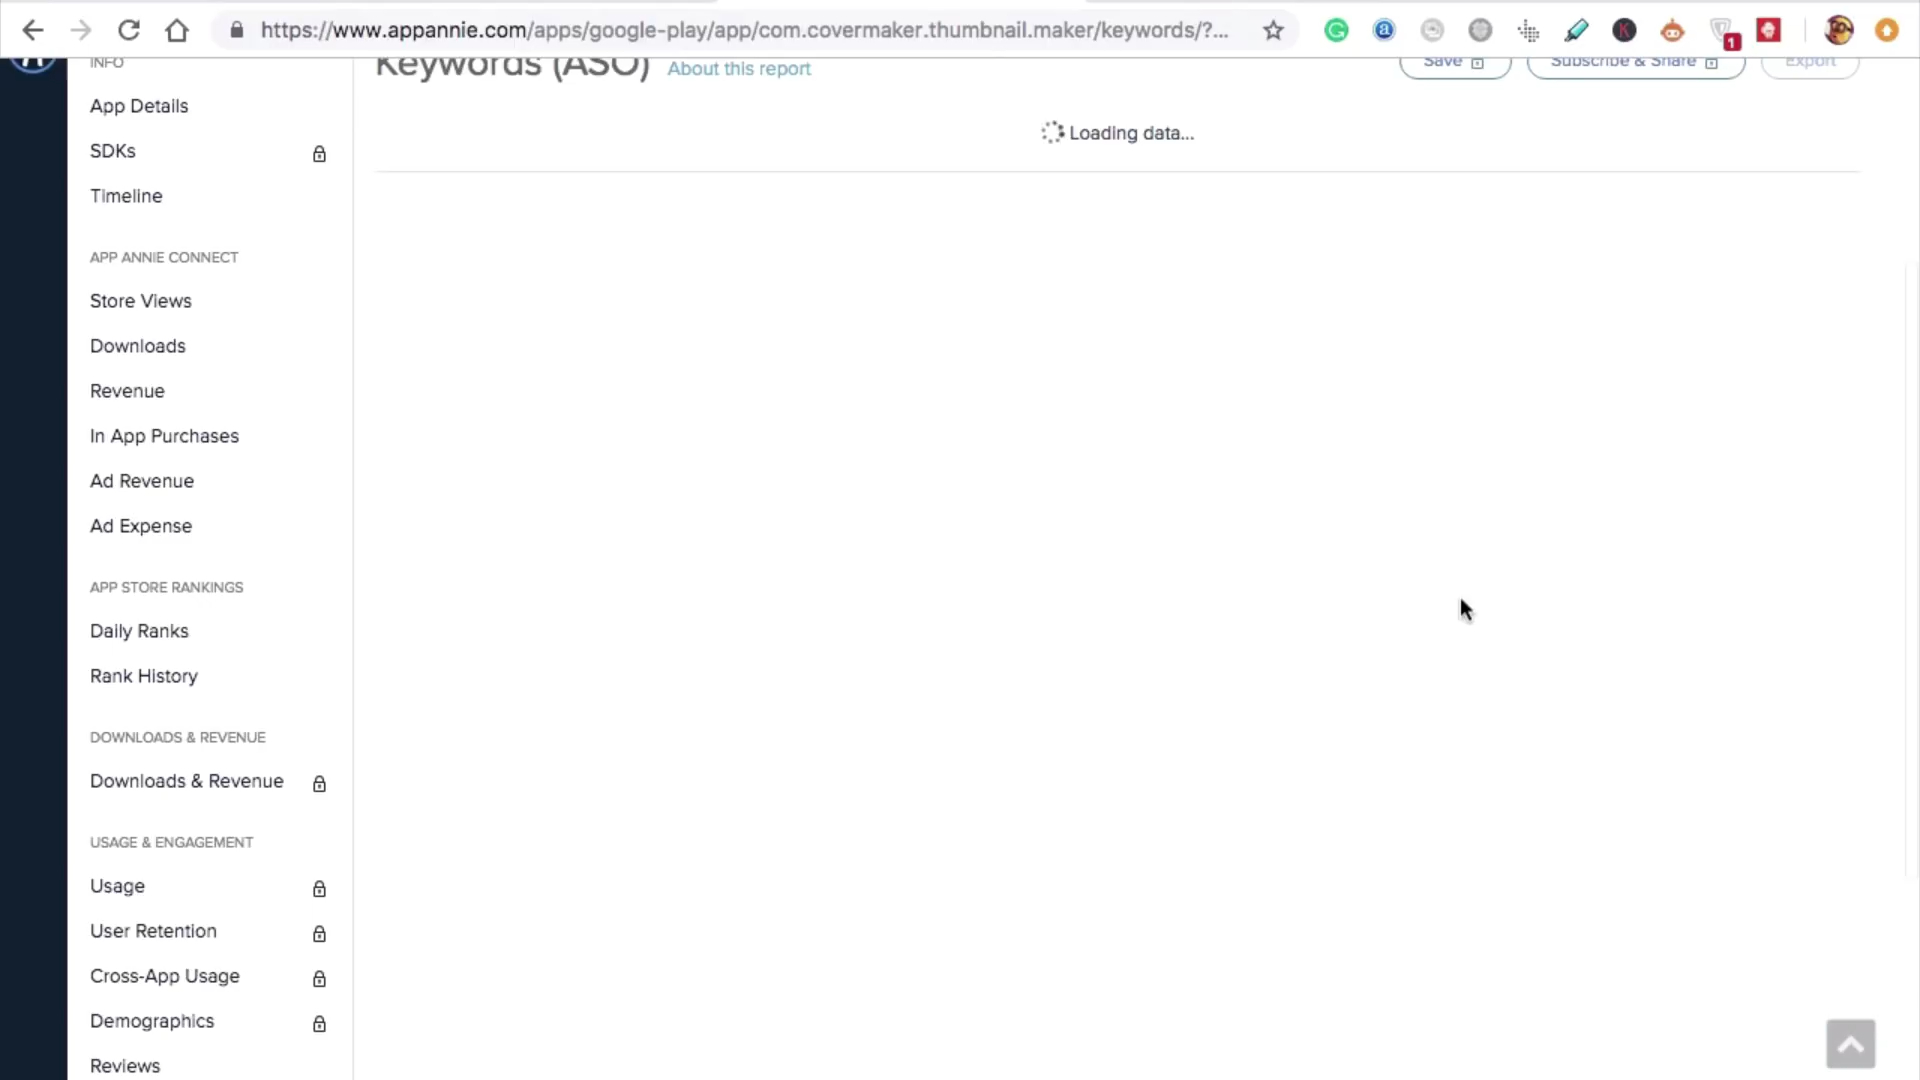 https://www.appannie.com/apps/google-play/app/com.covermaker.thumbnail.maker/keywords/?...
1
INFO
Keywords (ASO) About this report
Save
Subscribe & Share
Export
App Details
Loading data...
SDKs
Timeline
APP ANNIE CONNECT
Store Views
Downloads
Revenue
In App Purchases
Ad Revenue
Ad Expense
APP STORE RANKINGS
Daily Ranks
Rank History
DOWNLOADS & REVENUE
Downloads & Revenue
USAGE & ENGAGEMENT
Usage
User Retention
Cross-App Usage
Demographics
Reviews